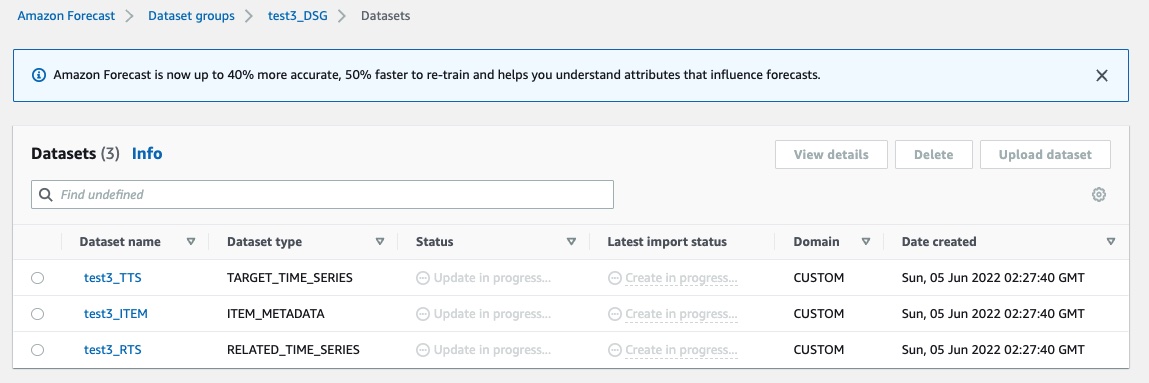 Amazon Forecast > Dataset groups > test3_DSG > Datasets
Amazon Forecast is now up to 40% more accurate, 50% faster to re-train and helps you understand attributes that influence forecasts.
Datasets (3) Info View details Delete Upload dataset
Find undefined
Dataset name Dataset type Status Latest import status Domain Date created
test3_TTS TARGET_TIME_SERIES Update in progress... Create in progress... CUSTOM Sun, 05 Jun 2022 02:27:40 GMT
test3_ITEM ITEM_METADATA Update in progress... Create in progress... CUSTOM Sun, 05 Jun 2022 02:27:40 GMT
test3_RTS RELATED_TIME_SERIES Update in progress... Create in progress... CUSTOM Sun, 05 Jun 2022 02:27:40 GMT